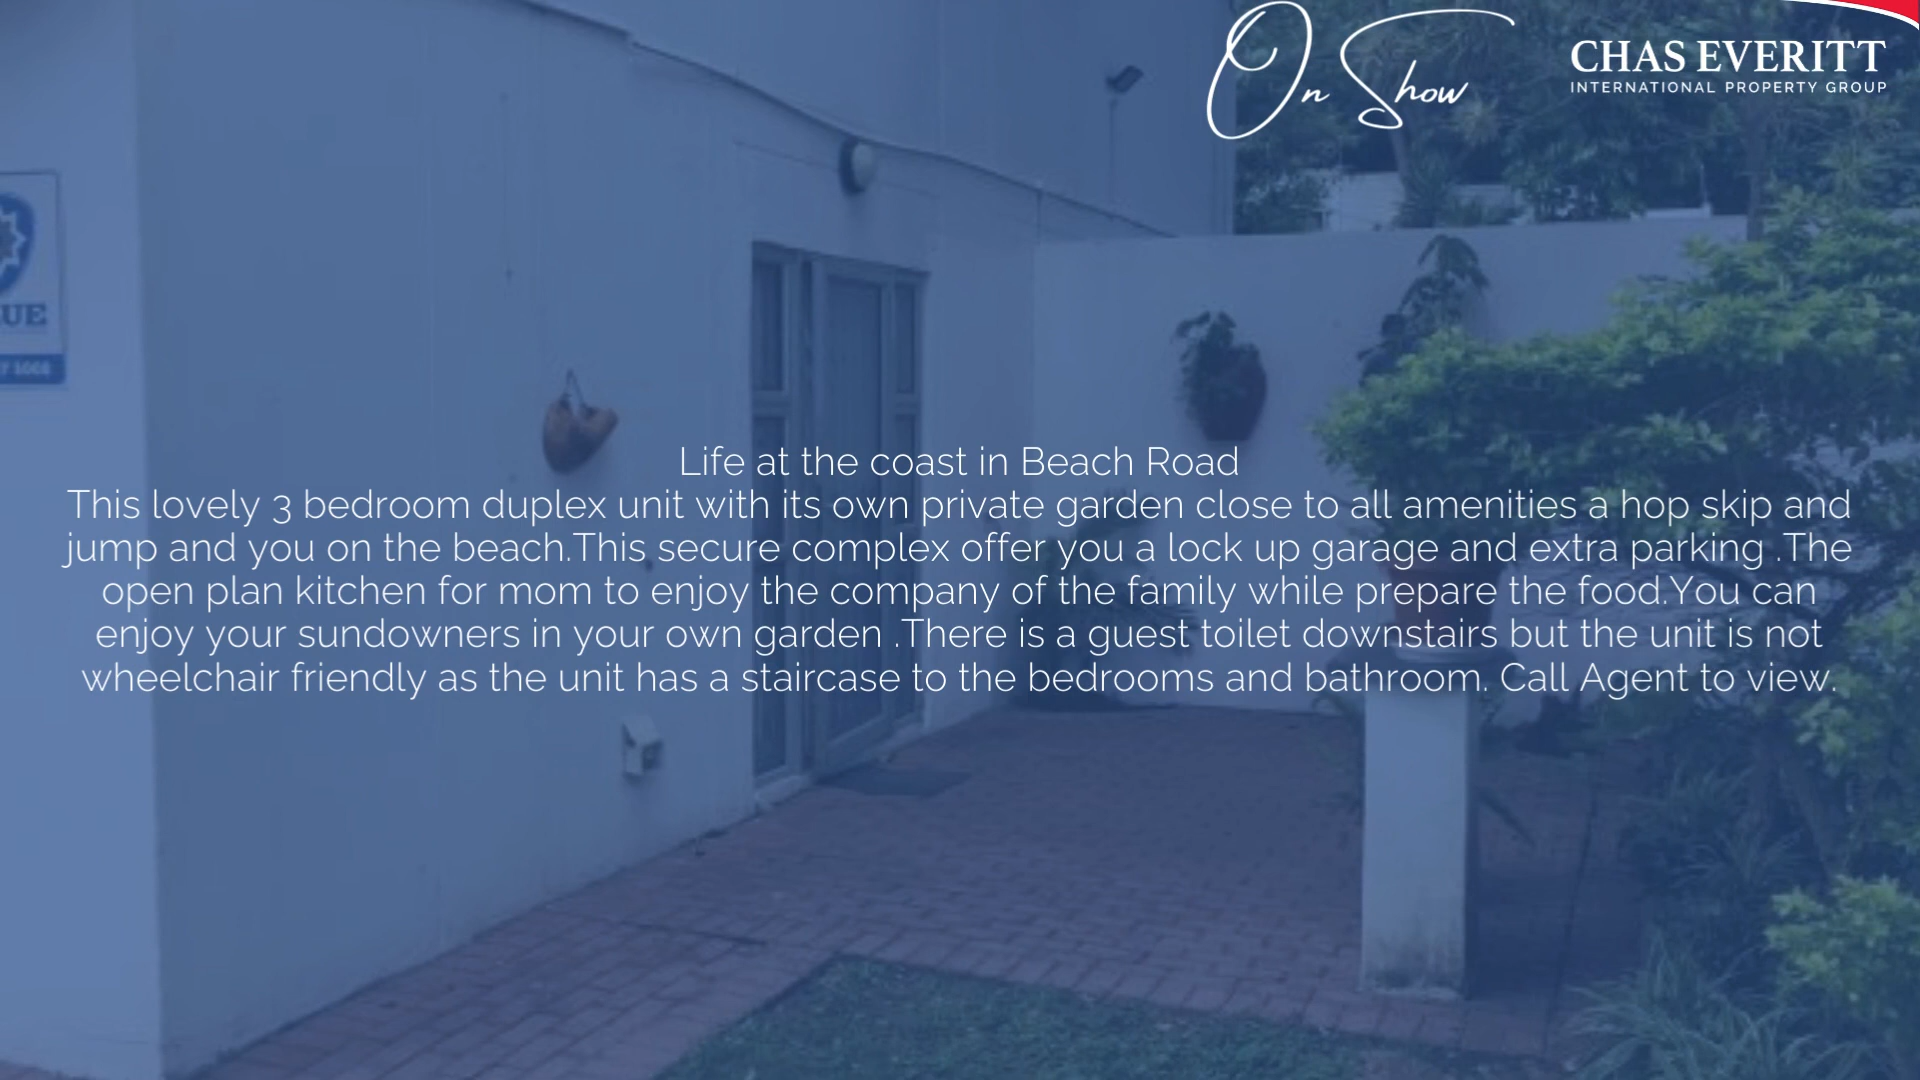 On Show
CHAS EVERITT
INTERNATIONAL PROPERTY GROUP
UE
Life at the coast in Beach Road
This lovely 3 bedroom duplex unit with its own private garden close to all amenities a hop skip and
jump and you on the beach.This secure complex offer you a lock up garage and extra parking .The
open plan kitchen for mom to enjoy the company of the family while prepare the food.You can
enjoy your sundowners in your own garden .There is a guest toilet downstairs but the unit is not
wheelchair friendly as the unit has a staircase to the bedrooms and bathroom. Call Agent to view.